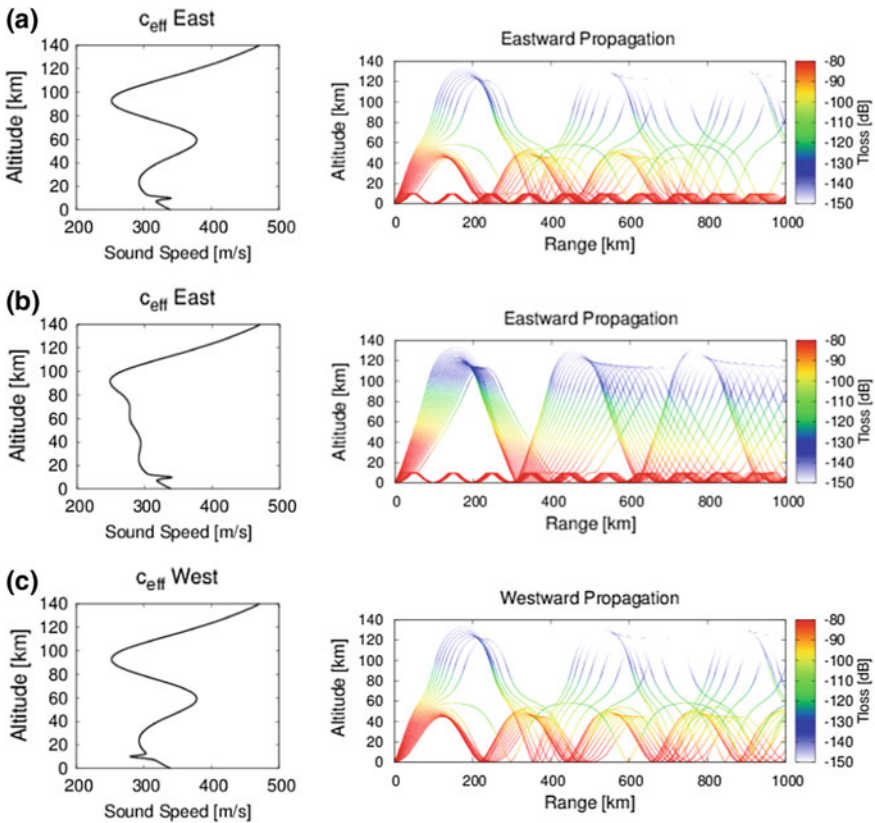 (a)
c_eff East
140
120
100
80
60
40
20
0
Altitude [km]
200 300 400 500
Sound Speed [m/s]
Eastward Propagation
140
120
100
80
60
40
20
0
Altitude [km]
0 200 400 600 800 1000
Range [km]
-80
-90
-100
-110
-120
-130
-140
-150
Tloss [dB]
(b)
c_eff East
140
120
100
80
60
40
20
0
Altitude [km]
200 300 400 500
Sound Speed [m/s]
Eastward Propagation
140
120
100
80
60
40
20
0
Altitude [km]
0 200 400 600 800 1000
Range [km]
-80
-90
-100
-110
-120
-130
-140
-150
Tloss [dB]
(c)
c_eff West
140
120
100
80
60
40
20
0
Altitude [km]
200 300 400 500
Sound Speed [m/s]
Westward Propagation
140
120
100
80
60
40
20
0
Altitude [km]
0 200 400 600 800 1000
Range [km]
-80
-90
-100
-110
-120
-130
-140
-150
Tloss [dB]